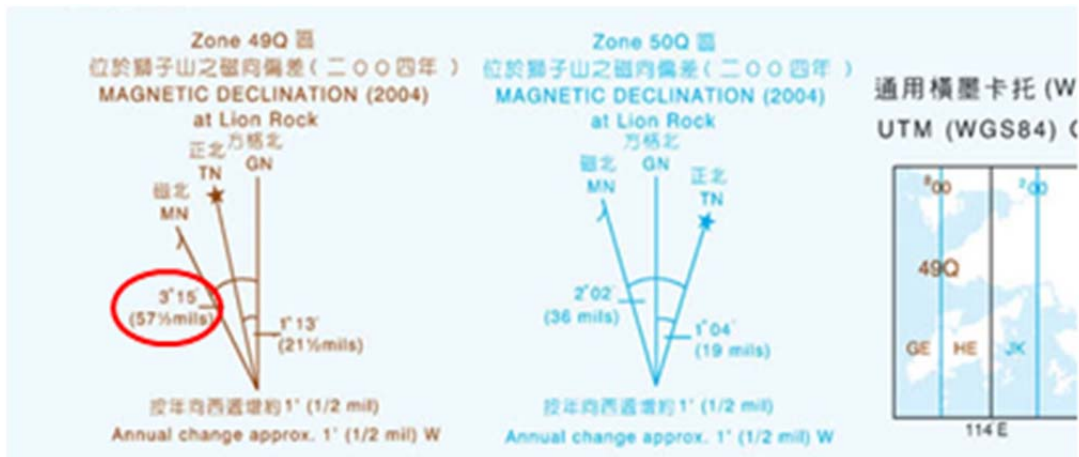 Zone 49Q 區
位於獅子山之磁向偏差(二〇〇四年)
MAGNETIC DECLINATION (2004)
at Lion Rock
方格北
GN
正北
TN
磁北
MN
3°15'
(57½mils)
1°13'
(21½mils)
按年向西遞增約1' (1/2 mil)
Annual change approx. 1' (1/2 mil) W
Zone 50Q 區
位於獅子山之磁向偏差(二〇〇四年)
MAGNETIC DECLINATION (2004)
at Lion Rock
方格北
GN
磁北
MN
正北
TN
2°02'
(36 mils)
1°04'
(19 mils)
按年向西遞增約1' (1/2 mil)
Annual change approx. 1' (1/2 mil) W
通用橫墨卡托 (W
UTM (WGS84)
800
200
49Q
GE
HE
JK
114°E